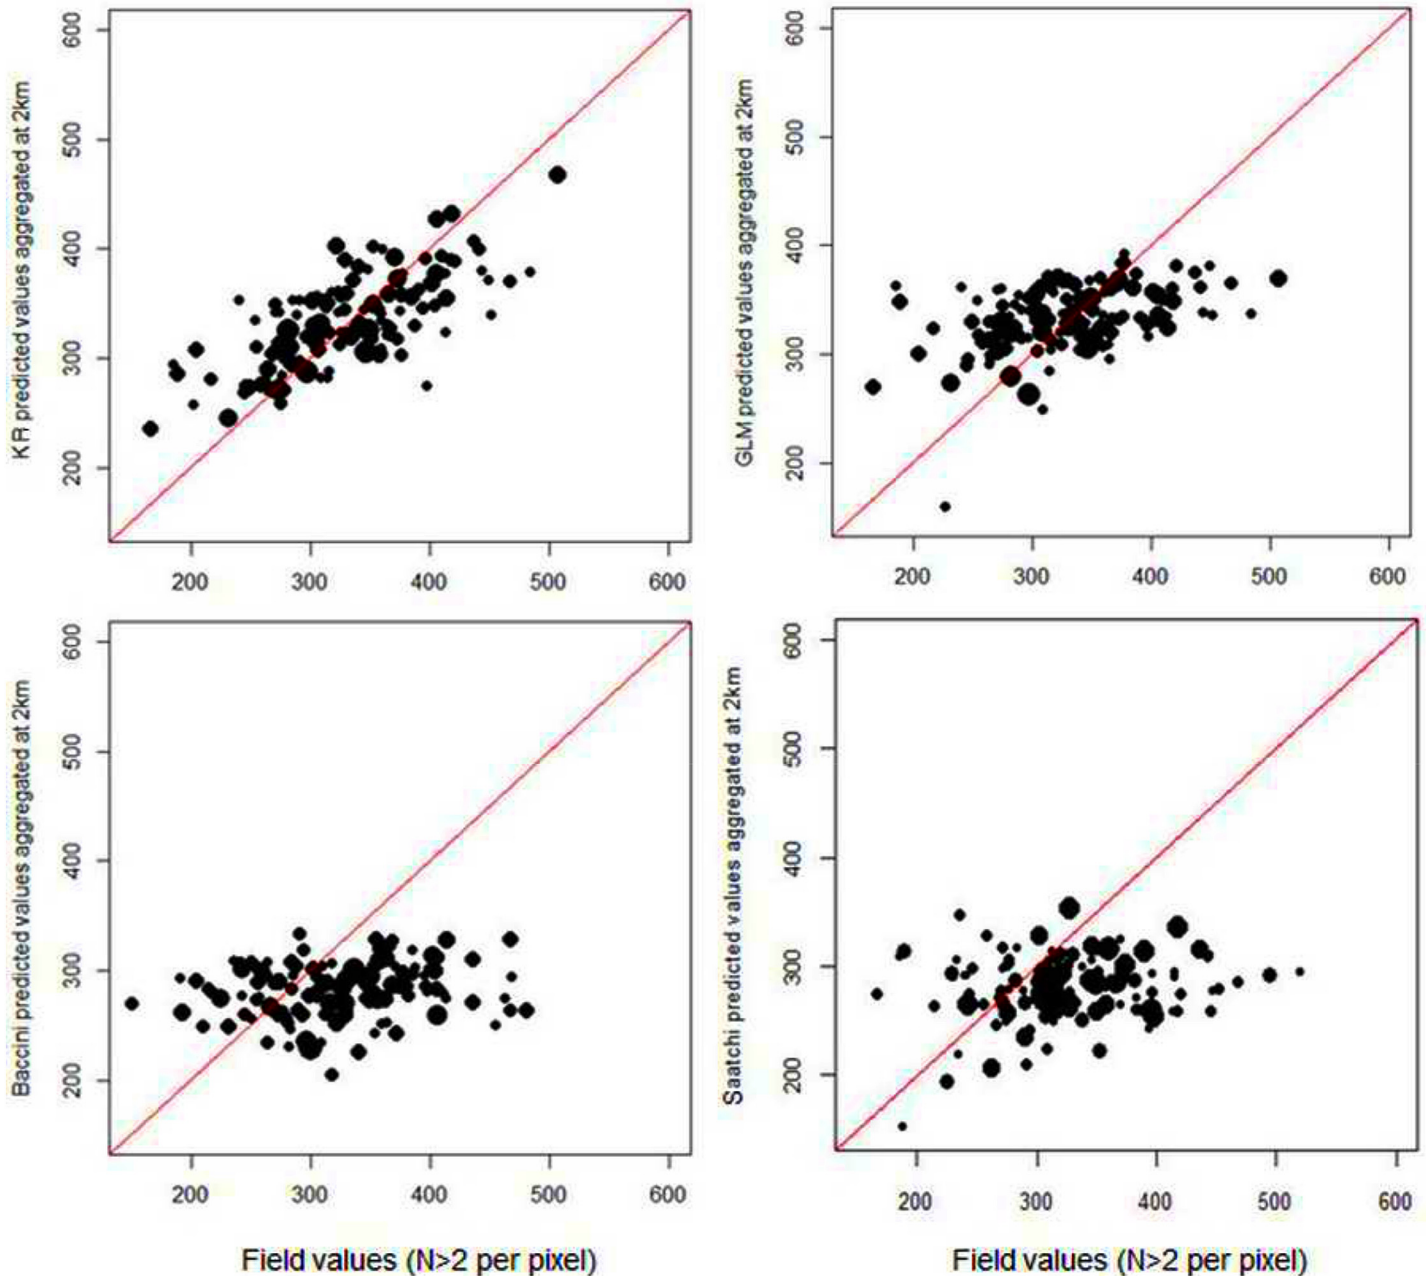 KR predicted values aggregated at 2km
600
500
400
300
200
200 300 400 500 600
GLM predicted values aggregated at 2km
600
500
400
300
200
200 300 400 500 600
Baccini predicted values aggregated at 2km
600
500
400
300
200
200 300 400 500 600
Field values (N>2 per pixel)
Saatchi predicted values aggregated at 2km
600
500
400
300
200
200 300 400 500 600
Field values (N>2 per pixel)